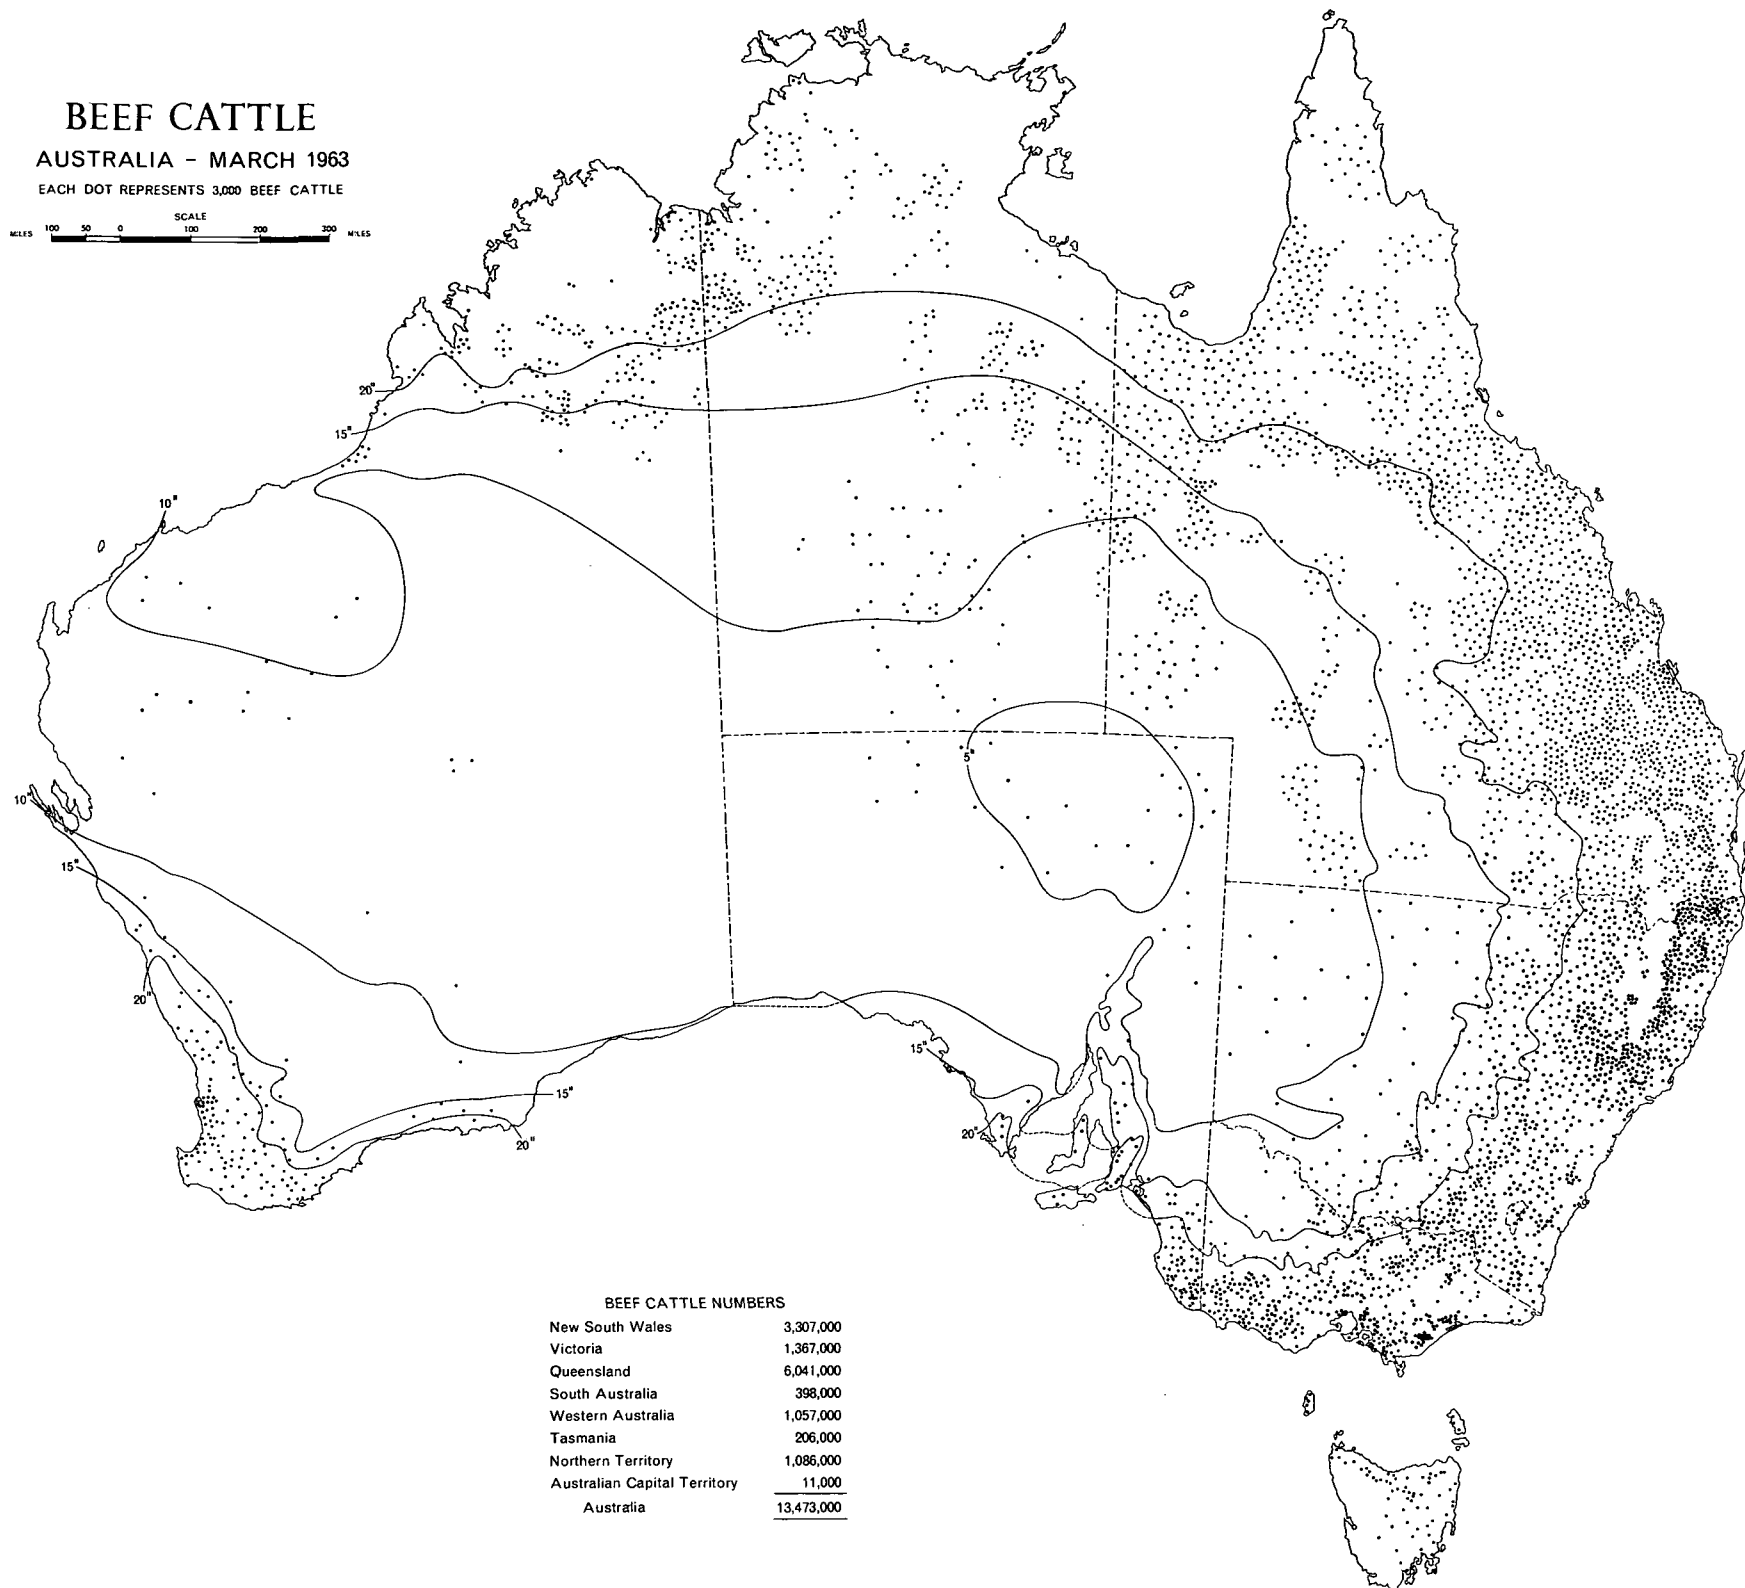 BEEF CATTLE
AUSTRALIA - MARCH 1963
EACH DOT REPRESENTS 3,000 BEEF CATTLE
SCALE
MILES 100 50 0 100 200 300 MILES
20"
15"
10"
5"
10"
15"
20"
15"
20"
15"
20"
BEEF CATTLE NUMBERS
New South Wales 3,307,000
Victoria 1,367,000
Queensland 6,041,000
South Australia 398,000
Western Australia 1,057,000
Tasmania 206,000
Northern Territory 1,086,000
Australian Capital Territory 11,000
Australia 13,473,000